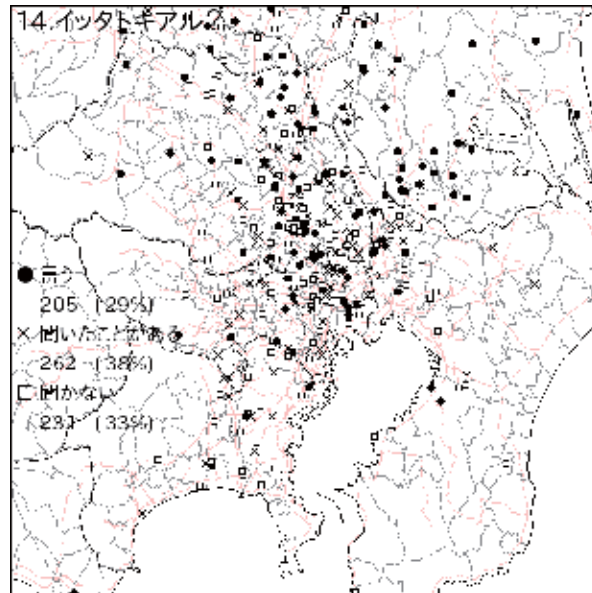 14.イッタトキアル2
● 言う
205 (29%)
× 聞いたことがある
262 (38%)
□ 聞かない
231 (33%)